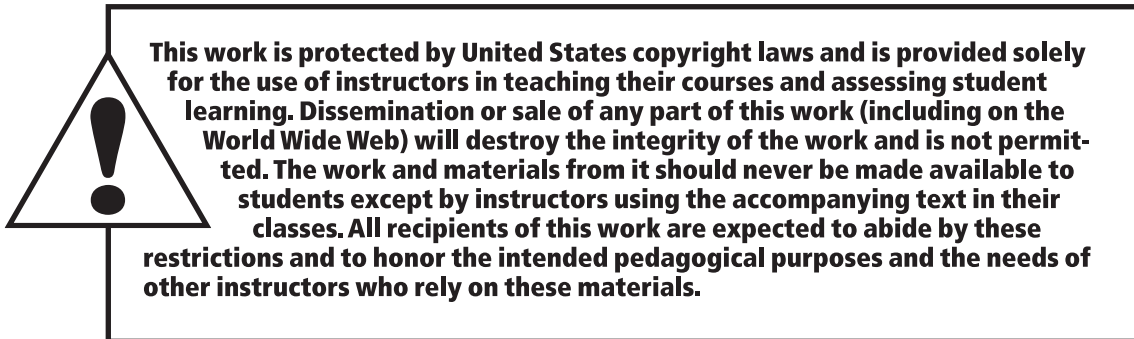 This work is protected by United States copyright laws and is provided solely
for the use of instructors in teaching their courses and assessing student
learning. Dissemination or sale of any part of this work (including on the
World Wide Web) will destroy the integrity of the work and is not permit-
ted. The work and materials from it should never be made available to
students except by instructors using the accompanying text in their
classes. All recipients of this work are expected to abide by these
restrictions and to honor the intended pedagogical purposes and the needs of
other instructors who rely on these materials.